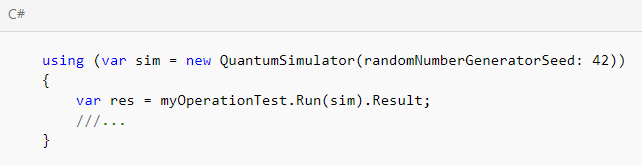 C#
using (var sim = new QuantumSimulator(randomNumberGeneratorSeed: 42))
{
var res = myOperationTest.Run(sim).Result;
///...
}